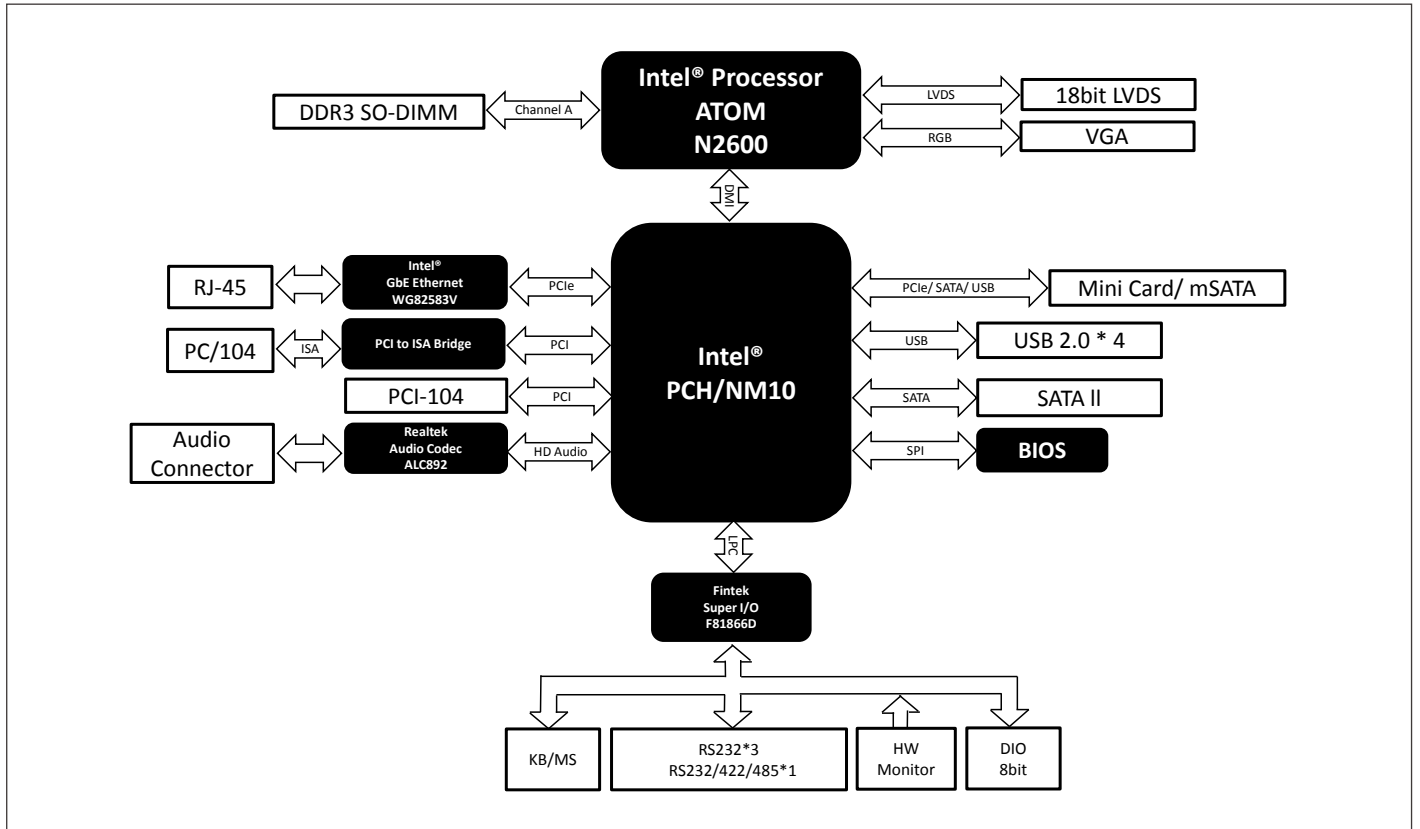 Intel® Processor
ATOM
N2600
DDR3 SO-DIMM
Channel A
LVDS
18bit LVDS
RGB
VGA
DMI
Intel®
PCH/NM10
RJ-45
Intel®
GbE Ethernet
WG82583V
PCIe
PC/104
ISA
PCI to ISA Bridge
PCI
PCI-104
PCI
Audio
Connector
Realtek
Audio Codec
ALC892
HD Audio
PCIe/ SATA/ USB
Mini Card/ mSATA
USB
USB 2.0 * 4
SATA
SATA ll
SPI
BIOS
LPC
Fintek
Super I/O
F81866D
KB/MS
RS232*3
RS232/422/485*1
HW
Monitor
DIO
8bit